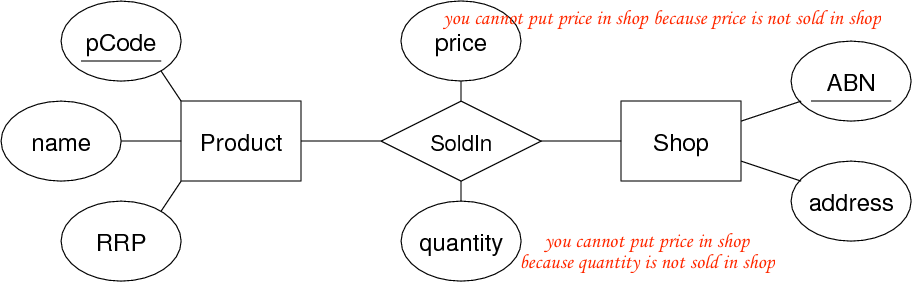 you cannot put price in shop because price is not sold in shop
pCode
price
ABN
name
Product
SoldIn
Shop
address
RRP
quantity
you cannot put price in shop
because quantity is not sold in shop